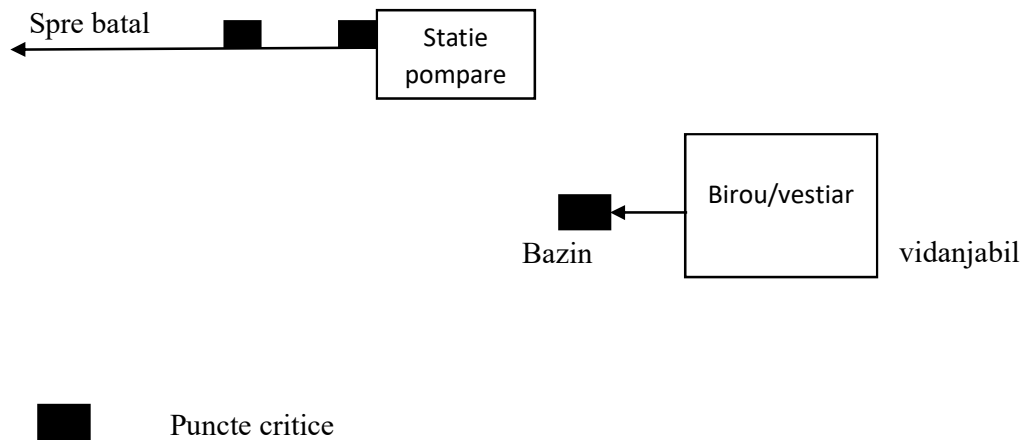 Spre batal
Statie
pompare
Birou/vestiar
Bazin vidanjabil
Puncte critice